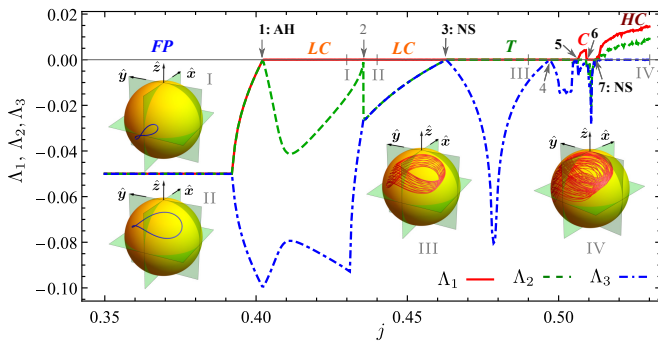 1: AH
2
3: NS
5
6
HC
FP
LC
LC
T
C
0.00
I
II
III
4
7: NS
IV
−0.02
ẑ
ŷ
x̂
I
−0.04
−0.06
ẑ
ŷ
x̂
II
ẑ
ŷ
x̂
III
ẑ
ŷ
x̂
IV
−0.08
−0.10
Λ₁, Λ₂, Λ₃
Λ₁ Λ₂ Λ₃
0.35 0.40 0.45 0.50
j